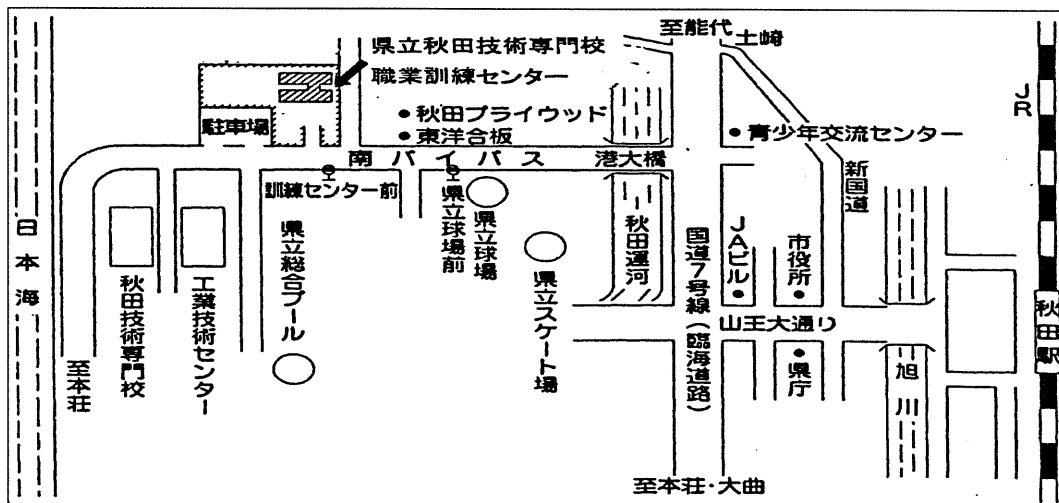 至能代
土崎
県立秋田技術専門校
職業訓練センター
JR
秋田プライウッド
東洋合板
駐車場
青少年交流センター
南バイパス
港大橋
新国道
訓練センター前
県立球場前
県立球場
秋田運河
JAビル
市役所
日本海
県立総合プール
県立スケート場
国道7号線(臨海道路)
山王大通り
秋田駅
秋田技術専門校
工業技術センター
県庁
旭川
至本荘
至本荘・大曲